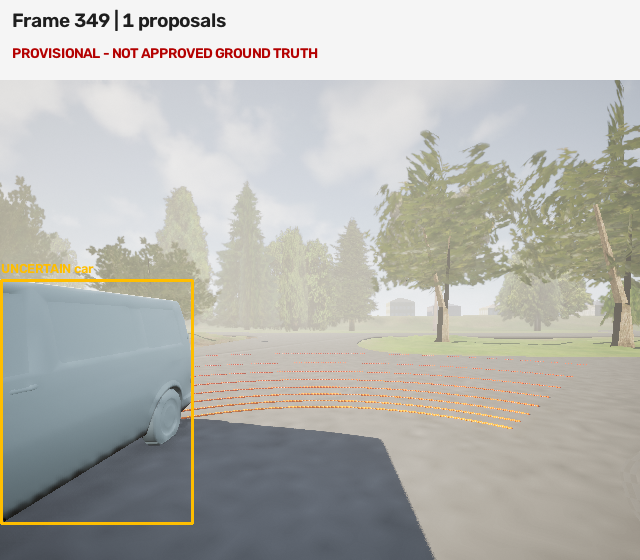 Frame 349 | 1 proposals
PROVISIONAL - NOT APPROVED GROUND TRUTH
UNCERTAIN car